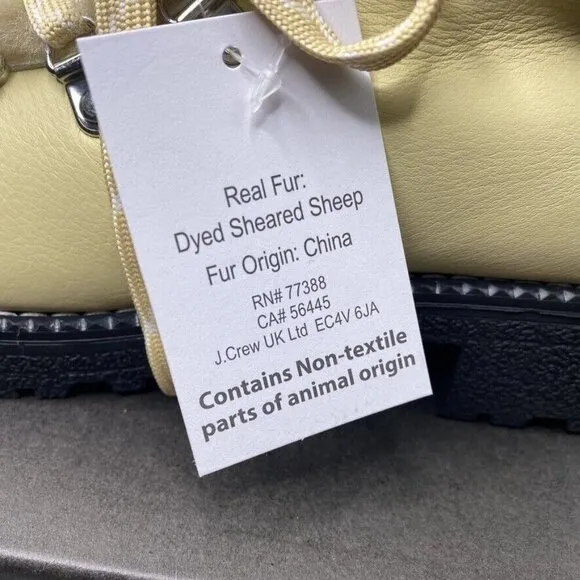 Real Fur:
Dyed Sheared Sheep
Fur Origin: China
RN# 77388
CA# 56445
J.Crew UK Ltd EC4V 6JA
Contains Non-textile
parts of animal origin